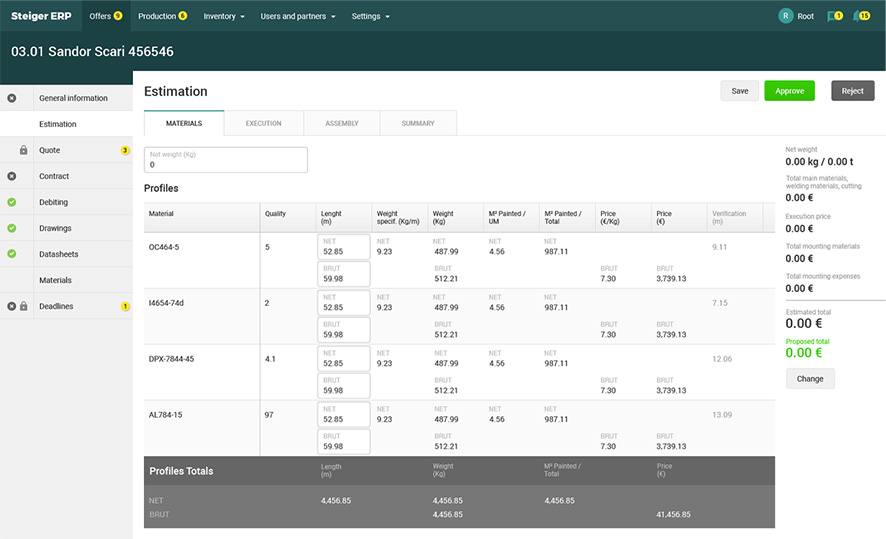 Steiger ERP Offers 9 Production 6 Inventory Users and partners Settings R Root 1 15
03.01 Sandor Scari 456546
General information
Estimation
Quote 3
Contract
Debiting
Drawings
Datasheets
Materials
Deadlines 1
Estimation
Save Approve Reject
MATERIALS EXECUTION ASSEMBLY SUMMARY
Net weight (Kg)
0
Profiles
Material Quality Lenght Weight Weight M² Painted / M² Painted / Price Price Verification
(m) specif. (Kg/m) (Kg) UM Total (€/Kg) (€) (m)
NET NET NET NET NET
OC464-5 5 52.85 9.23 487.99 4.56 987.11 9.11
BRUT BRUT BRUT BRUT
59.98 512.21 7.30 3,739.13
NET NET NET NET NET
I4654-74d 2 52.85 9.23 487.99 4.56 987.11 7.15
BRUT BRUT BRUT BRUT
59.98 512.21 7.30 3,739.13
NET NET NET NET NET
DPX-7844-45 4.1 52.85 9.23 487.99 4.56 987.11 12.06
BRUT BRUT BRUT BRUT
59.98 512.21 7.30 3,739.13
NET NET NET NET NET
AL784-15 97 52.85 9.23 487.99 4.56 987.11 13.09
BRUT BRUT BRUT BRUT
59.98 512.21 7.30 3,739.13
Profiles Totals Length Weight M² Painted / Price
(m) (Kg) Total (€)
NET 4,456.85 4,456.85 4,456.85
BRUT 4,456.85 41,456.85
Net weight
0.00 kg / 0.00 t
Total main materials,
welding materials, cutting
0.00 €
Execution price
0.00 €
Total mounting materials
0.00 €
Total mounting expenses
0.00 €
Estimated total
0.00 €
Proposed total
0.00 €
Change